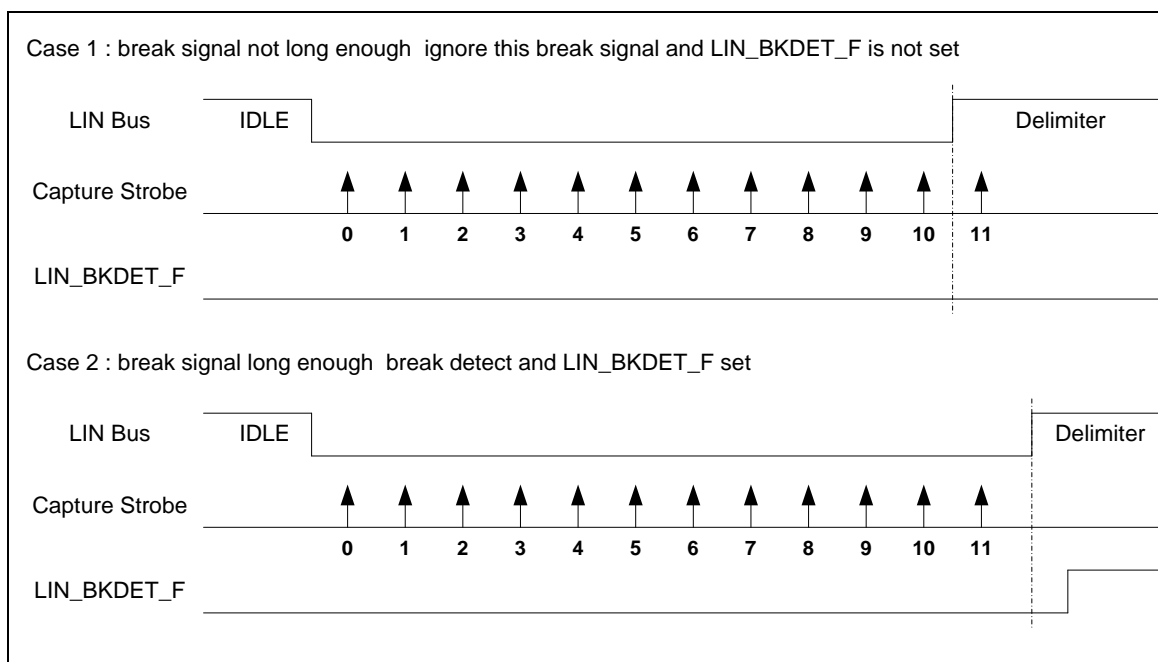 Case 1 : break signal not long enough ignore this break signal and LIN_BKDET_F is not set
LIN Bus IDLE Delimiter
Capture Strobe
0 1 2 3 4 5 6 7 8 9 10 11
LIN_BKDET_F
Case 2 : break signal long enough break detect and LIN_BKDET_F set
LIN Bus IDLE Delimiter
Capture Strobe
0 1 2 3 4 5 6 7 8 9 10 11
LIN_BKDET_F